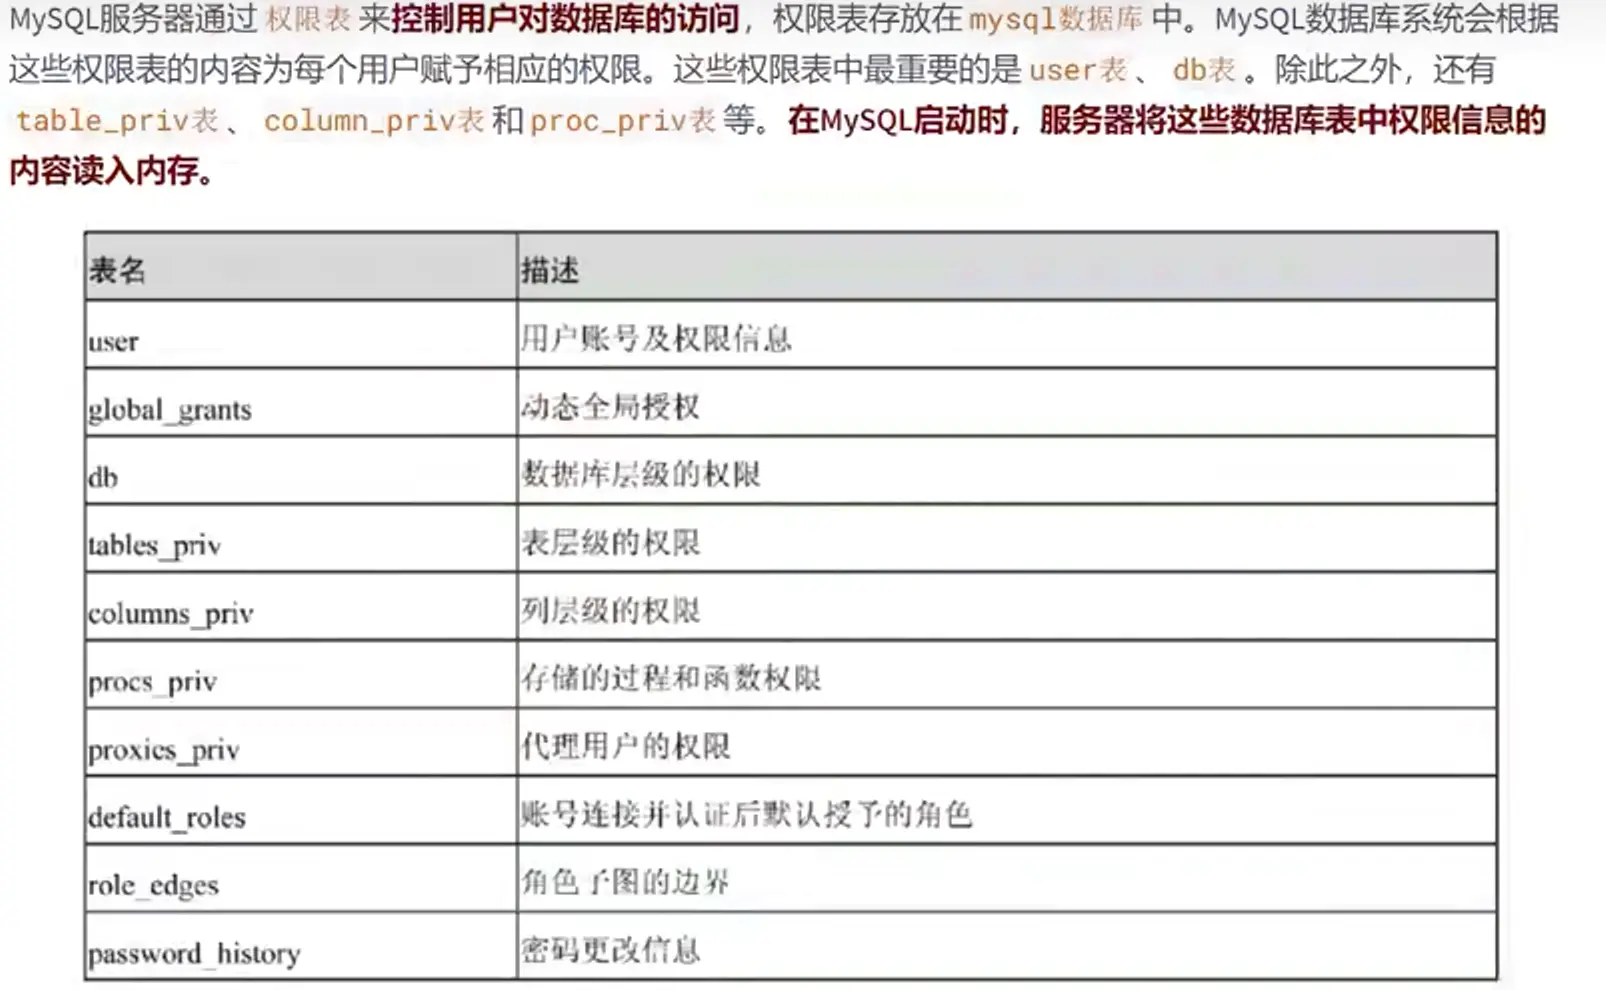 MySQL服务器通过 权限表 来控制用户对数据库的访问，权限表存放在 mysql数据库 中。MySQL数据库系统会根据
这些权限表的内容为每个用户赋予相应的权限。这些权限表中最重要的是 user表 、 db表 。除此之外，还有
table_priv表 、 column_priv表 和 proc_priv表 等。在MySQL启动时，服务器将这些数据库表中权限信息的
内容读入内存。
表名 描述
user 用户账号及权限信息
global_grants 动态全局授权
db 数据库层级的权限
tables_priv 表层级的权限
columns_priv 列层级的权限
procs_priv 存储的过程和函数权限
proxies_priv 代理用户的权限
default_roles 账号连接并认证后默认授予的角色
role_edges 角色子图的边界
password_history 密码更改信息